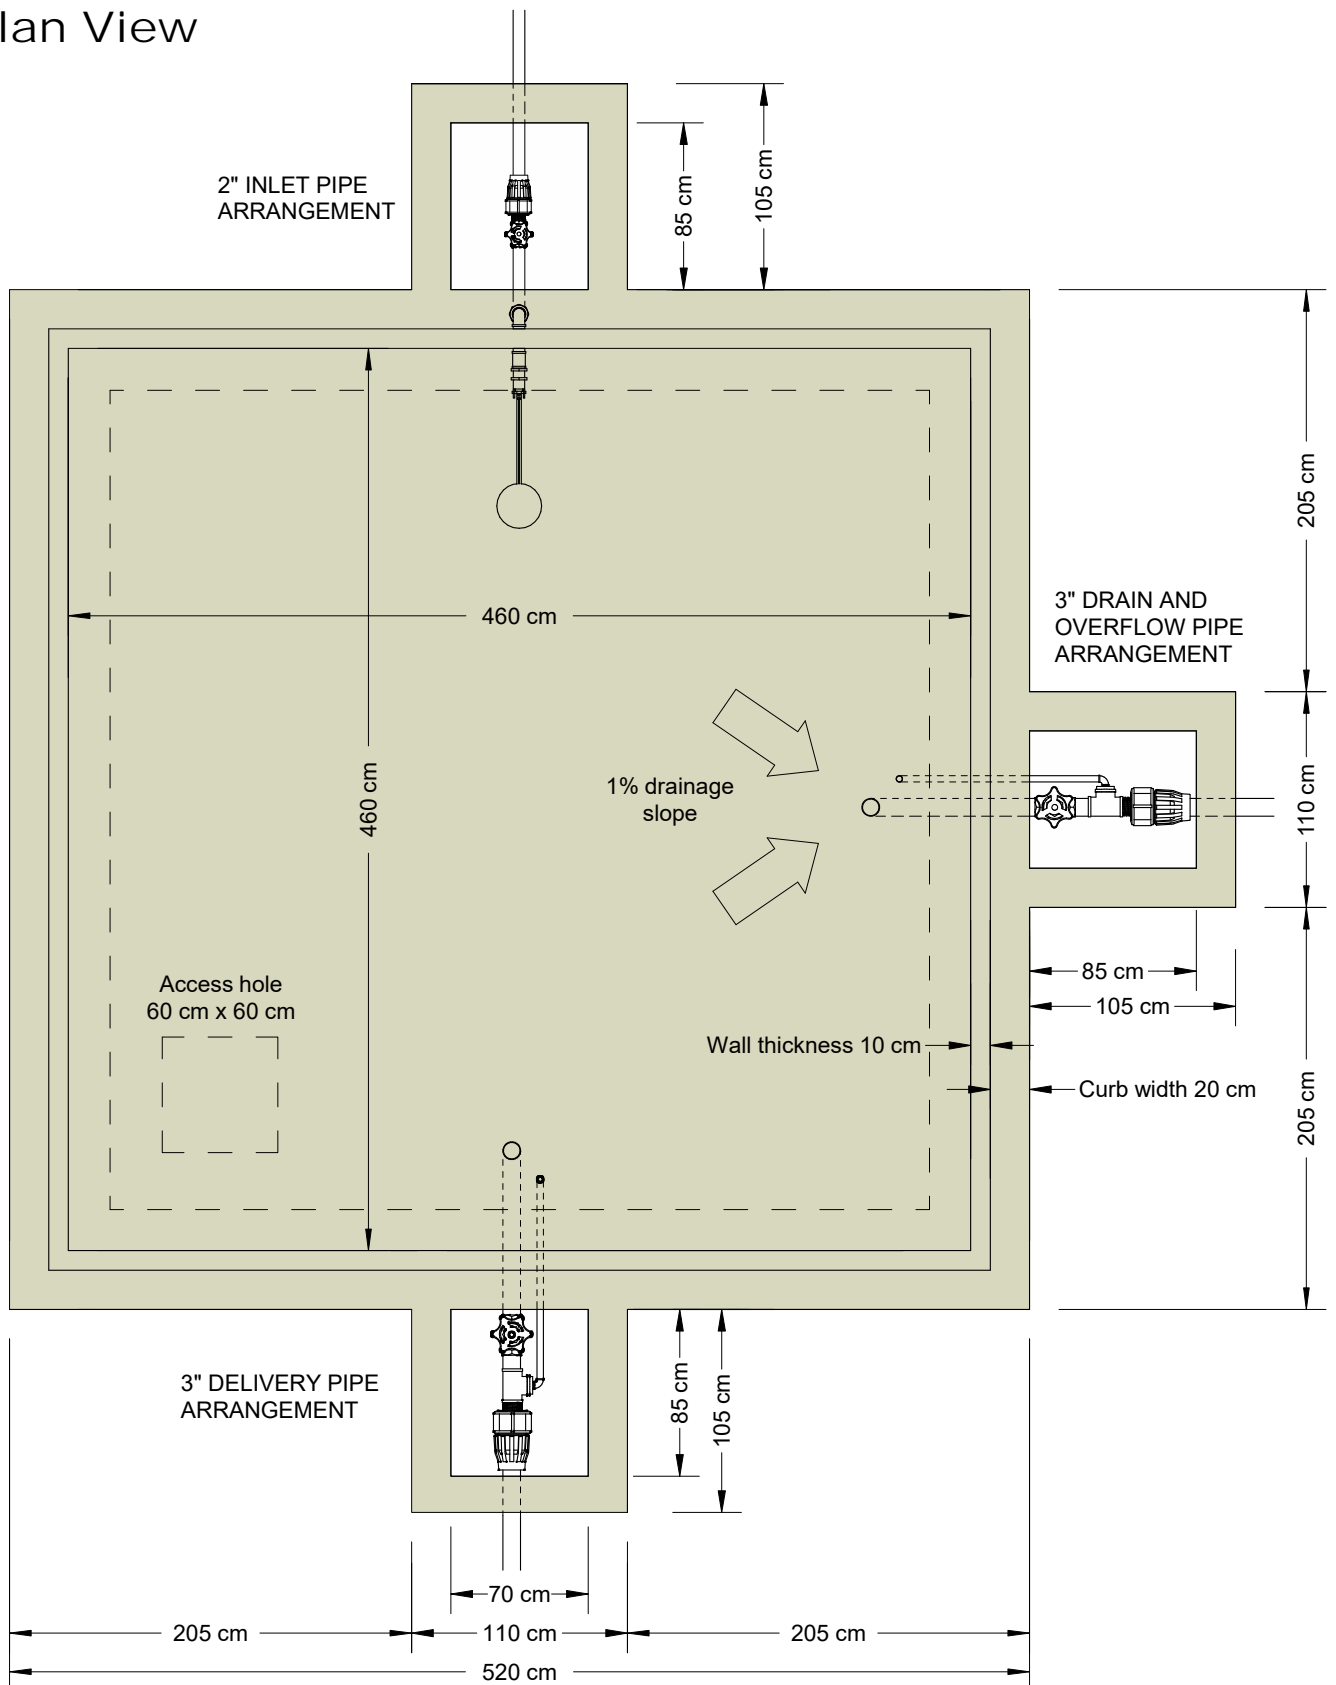 lan View
2" INLET PIPE
ARRANGEMENT
85 cm
105 cm
205 cm
460 cm
3" DRAIN AND
OVERFLOW PIPE
ARRANGEMENT
460 cm
1% drainage
slope
110 cm
Access hole
60 cm x 60 cm
85 cm
105 cm
Wall thickness 10 cm
Curb width 20 cm
205 cm
3" DELIVERY PIPE
ARRANGEMENT
85 cm
105 cm
70 cm
205 cm
110 cm
205 cm
520 cm